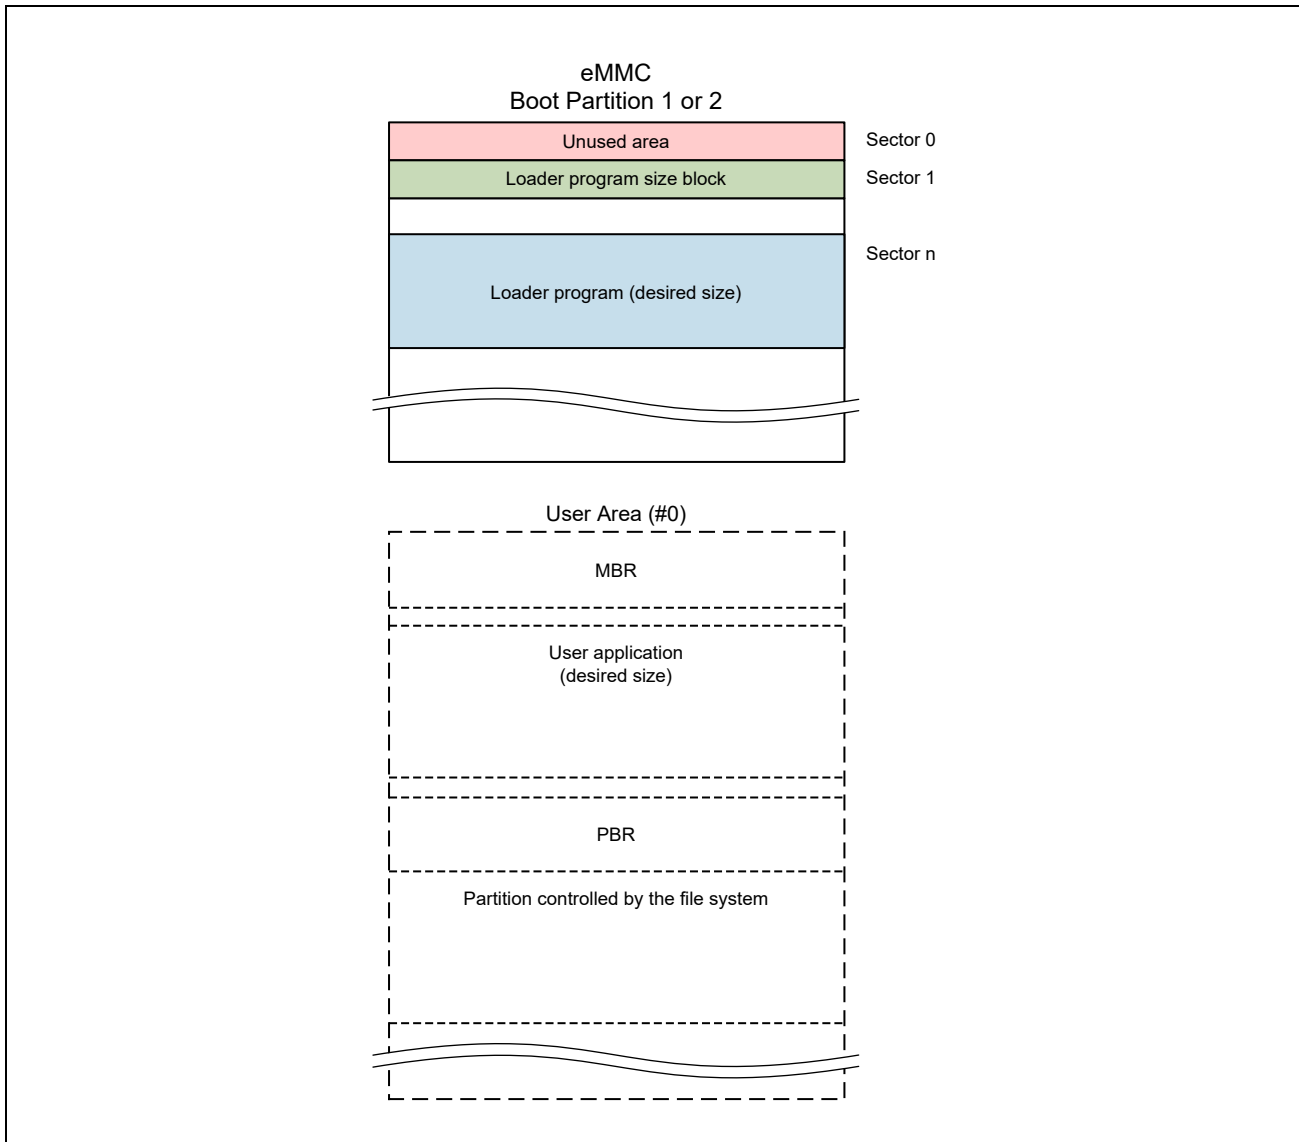 eMMC
Boot Partition 1 or 2
Unused area
Sector 0
Loader program size block
Sector 1
Sector n
Loader program (desired size)
User Area (#0)
MBR
User application
(desired size)
PBR
Partition controlled by the file system